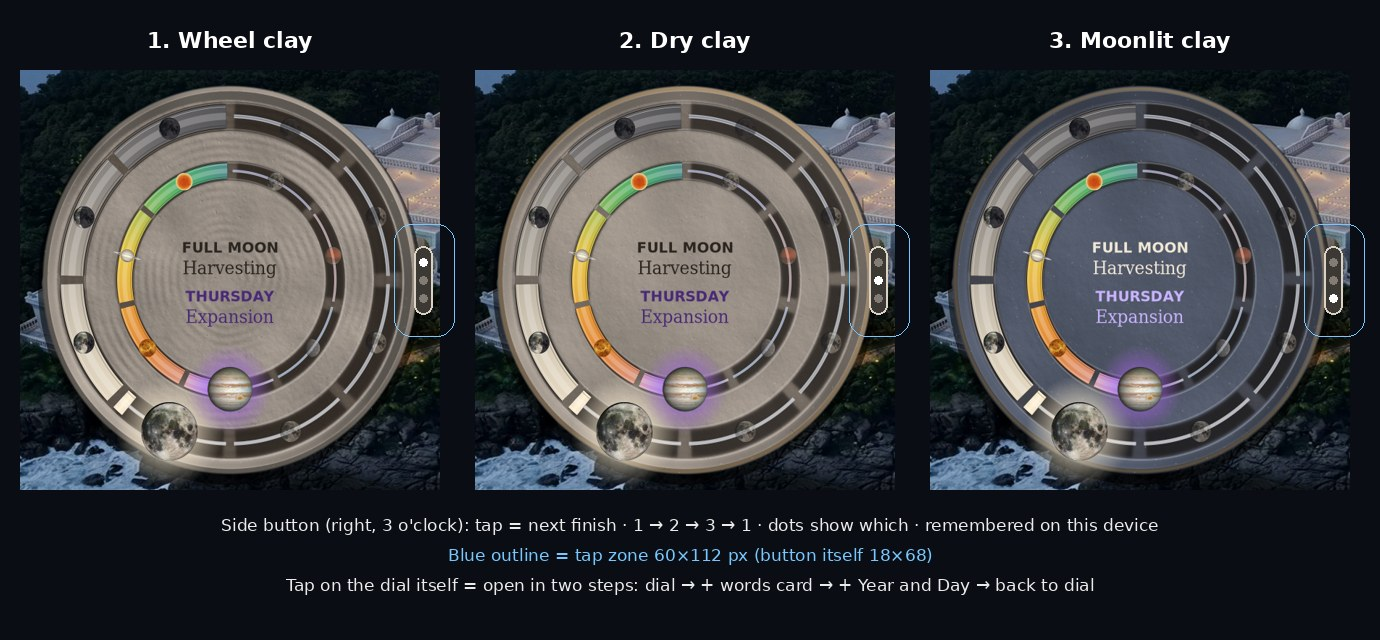 1. Wheel clay
2. Dry clay
3. Moonlit clay
FULL MOON
Harvesting
THURSDAY
Expansion
FULL MOON
Harvesting
THURSDAY
Expansion
FULL MOON
Harvesting
THURSDAY
Expansion
Side button (right, 3 o'clock): tap = next finish · 1 → 2 → 3 → 1 · dots show which · remembered on this device
Blue outline = tap zone 60×112 px (button itself 18×68)
Tap on the dial itself = open in two steps: dial → + words card → + Year and Day → back to dial